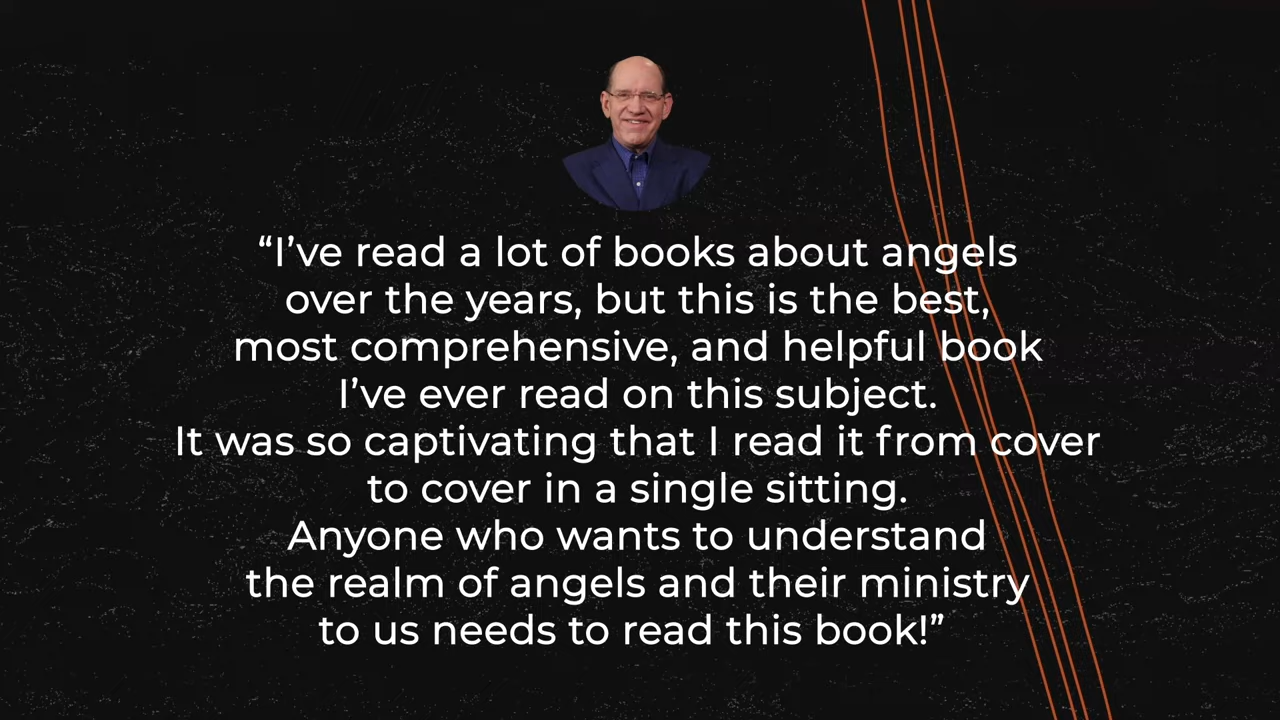 “I’ve read a lot of books about angels
over the years, but this is the best,
most comprehensive, and helpful book
I’ve ever read on this subject.
It was so captivating that I read it from cover
to cover in a single sitting.
Anyone who wants to understand
the realm of angels and their ministry
to us needs to read this book!”